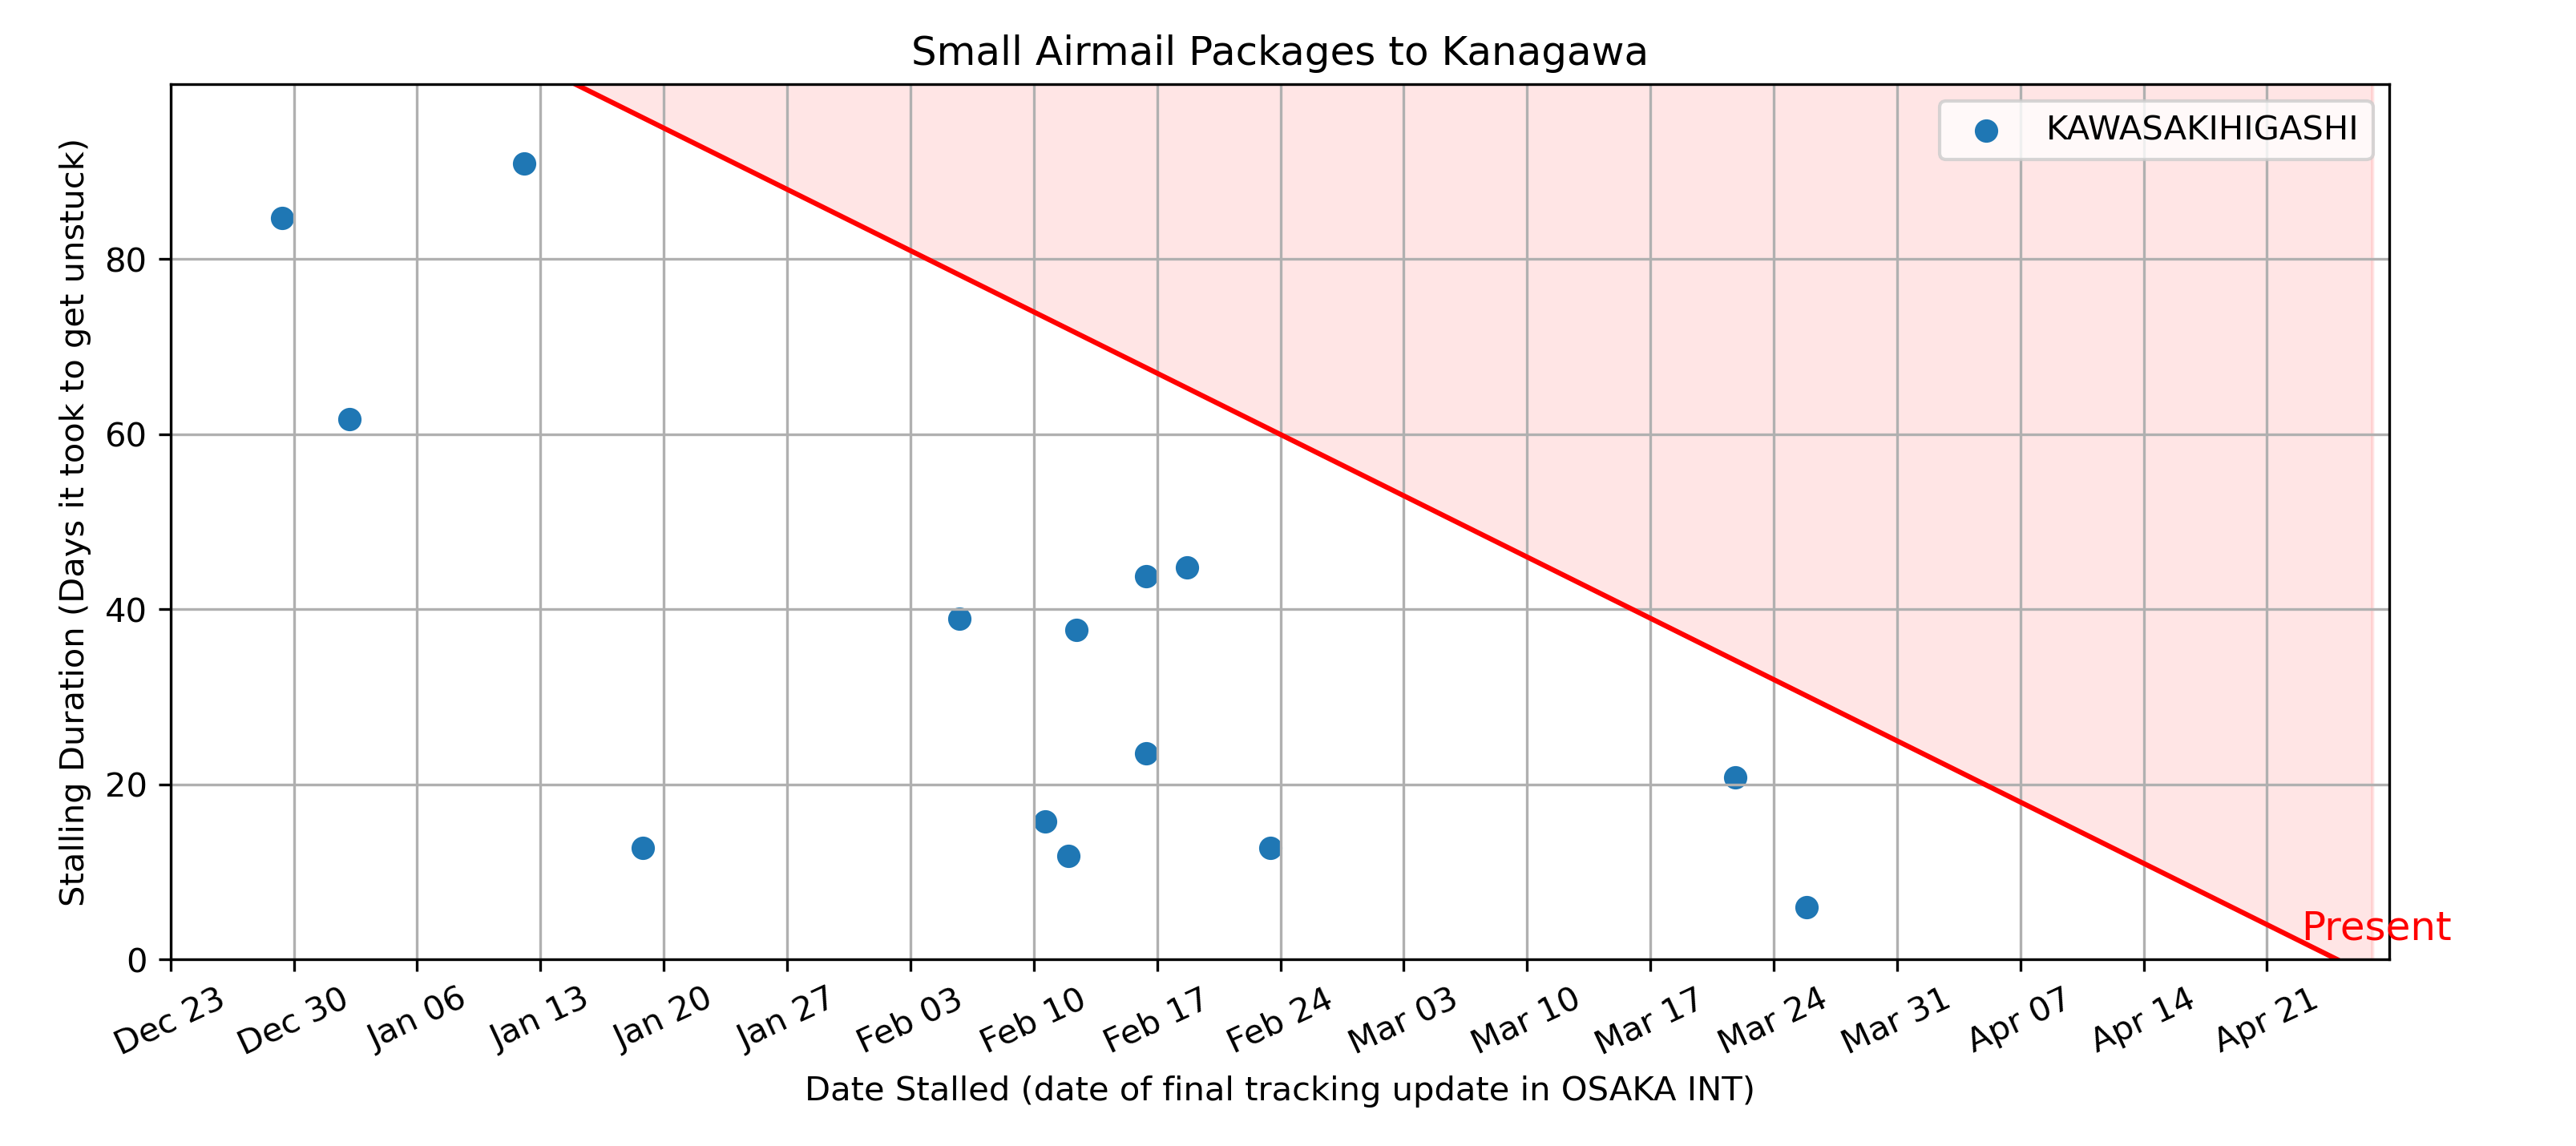 Small Airmail Packages to Kanagawa
KAWASAKIHIGASHI
Stalling Duration (Days it took to get unstuck)
80
60
40
20
0
Present
Dec 23
Dec 30
Jan 06
Jan 13
Jan 20
Jan 27
Feb 03
Feb 10
Feb 17
Feb 24
Mar 03
Mar 10
Mar 17
Mar 24
Mar 31
Apr 07
Apr 14
Apr 21
Date Stalled (date of final tracking update in OSAKA INT)